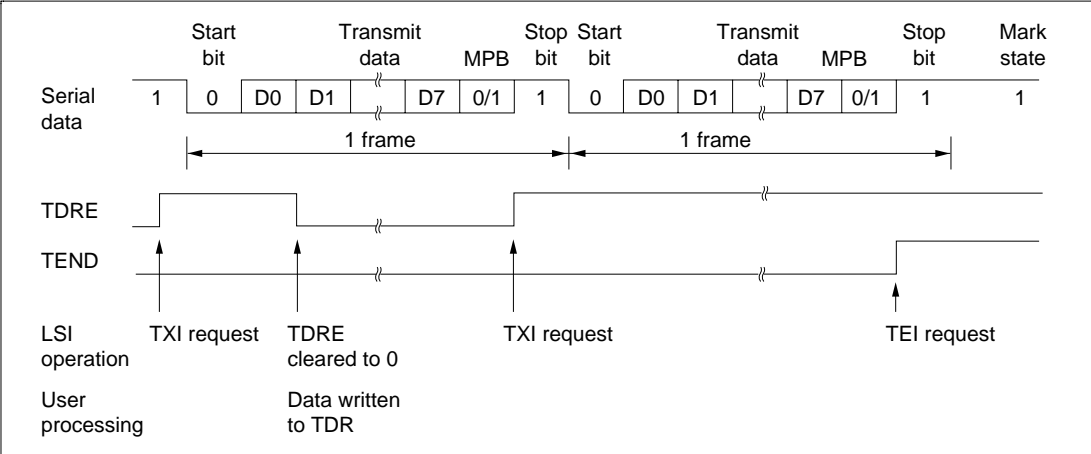 Start bit
Transmit data
MPB
Stop bit
Start bit
Transmit data
MPB
Stop bit
Mark state
Serial data
1 0 D0 D1 D7 0/1 1 0 D0 D1 D7 0/1 1 1
1 frame
1 frame
TDRE
TEND
LSI operation
TXI request
TDRE cleared to 0
TXI request
TEI request
User processing
Data written to TDR